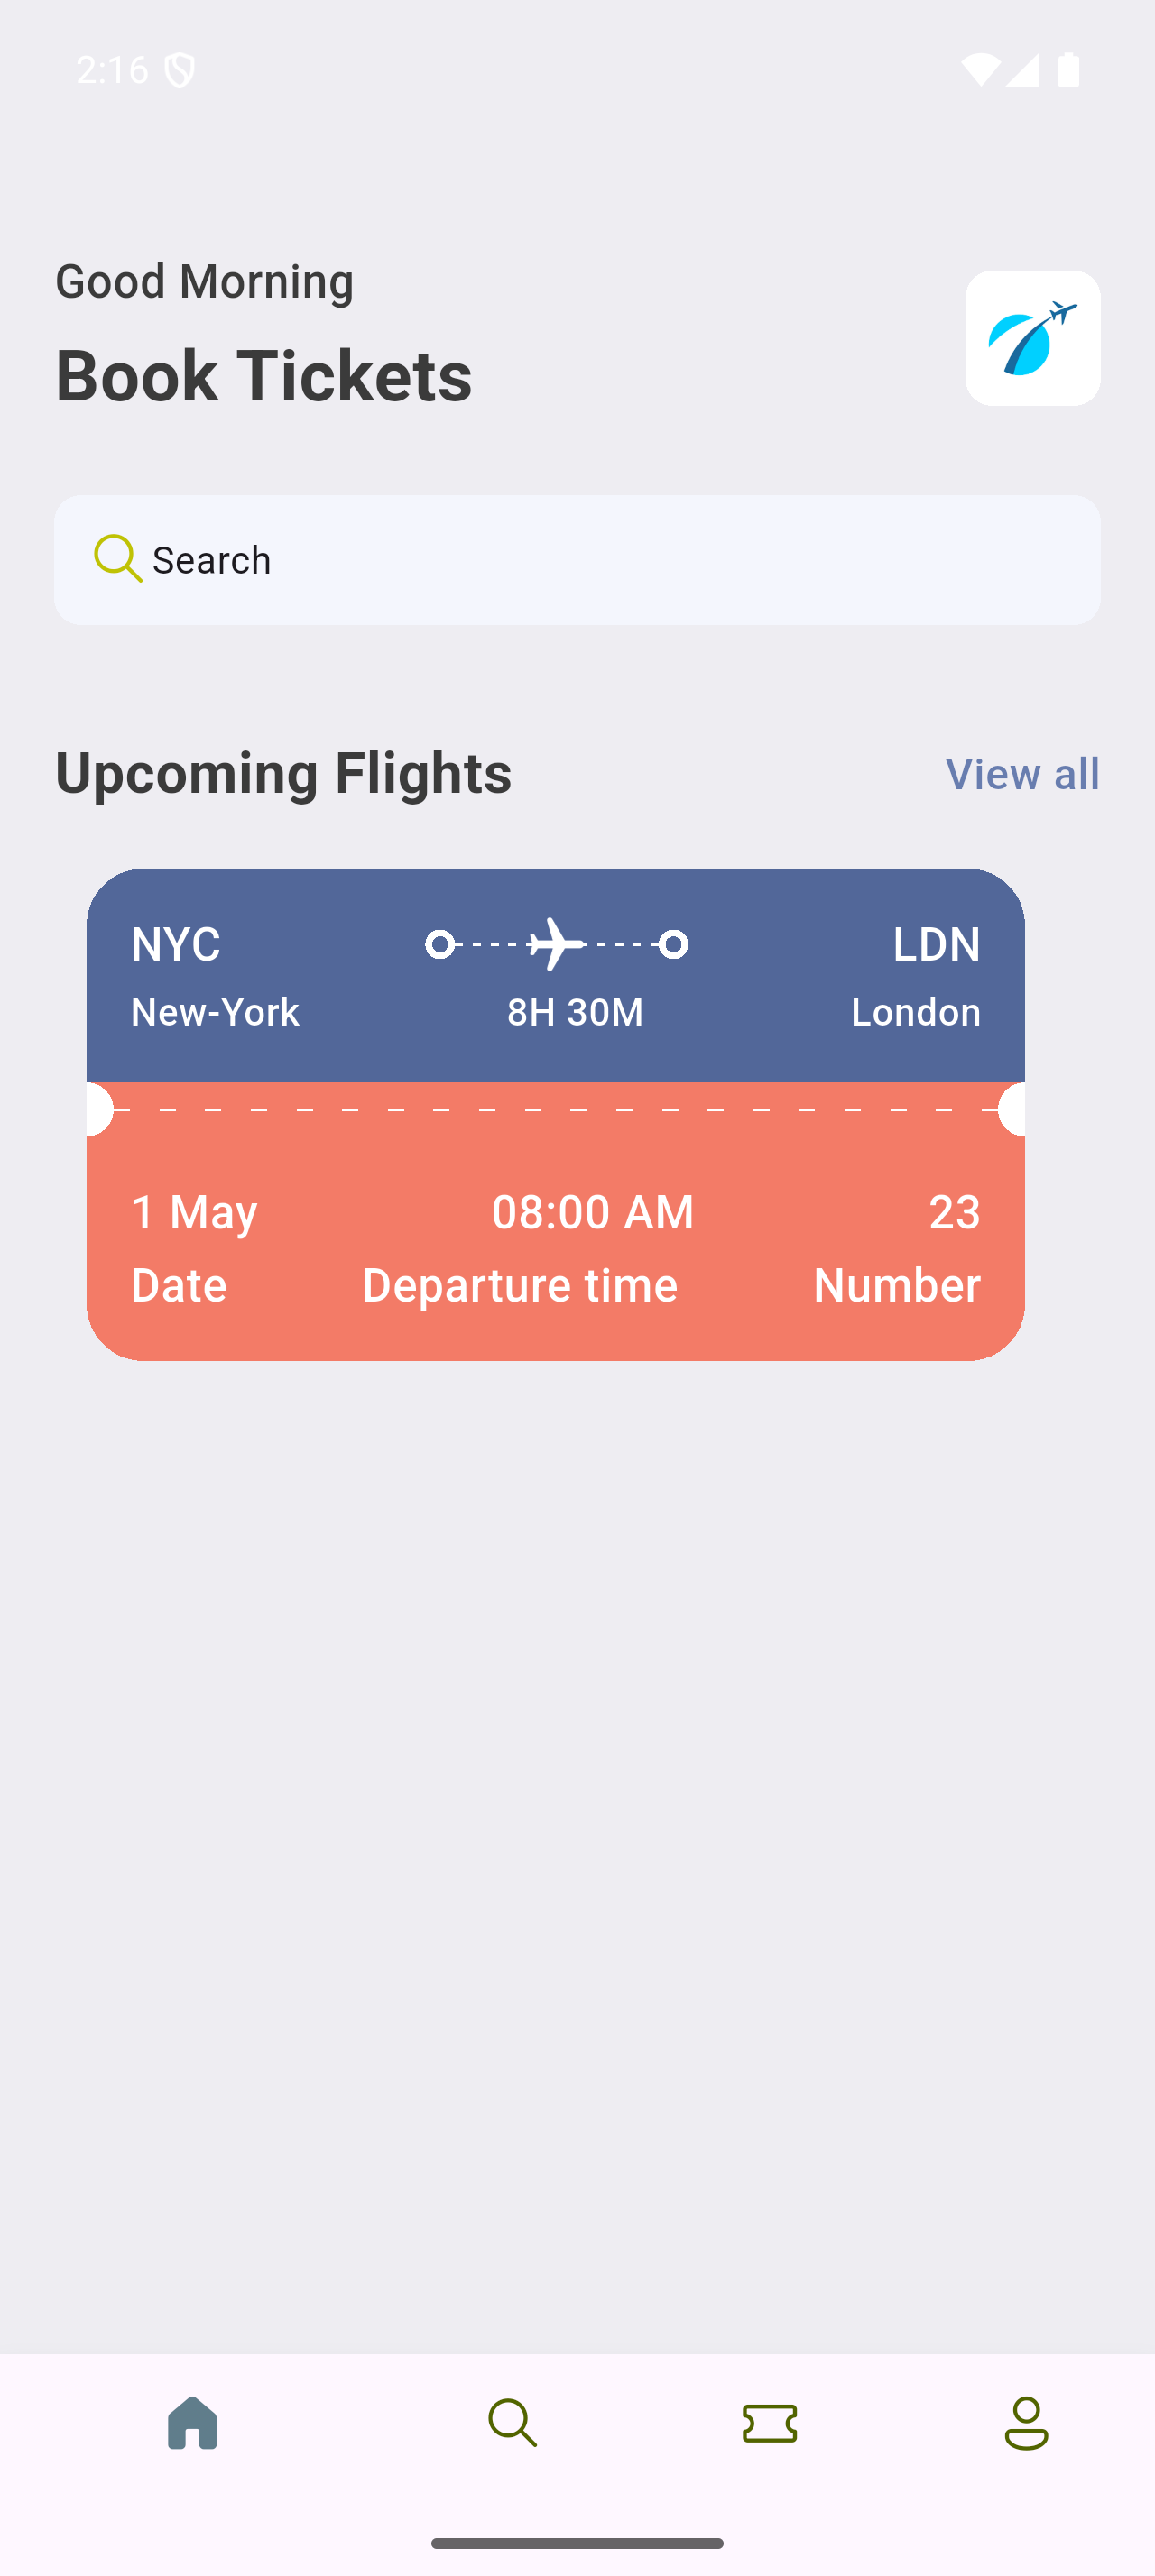 2:16
Good Morning
Book Tickets
Search
Upcoming Flights View all
NYC LDN
New-York 8H 30M London
1 May 08:00 AM 23
Date Departure time Number